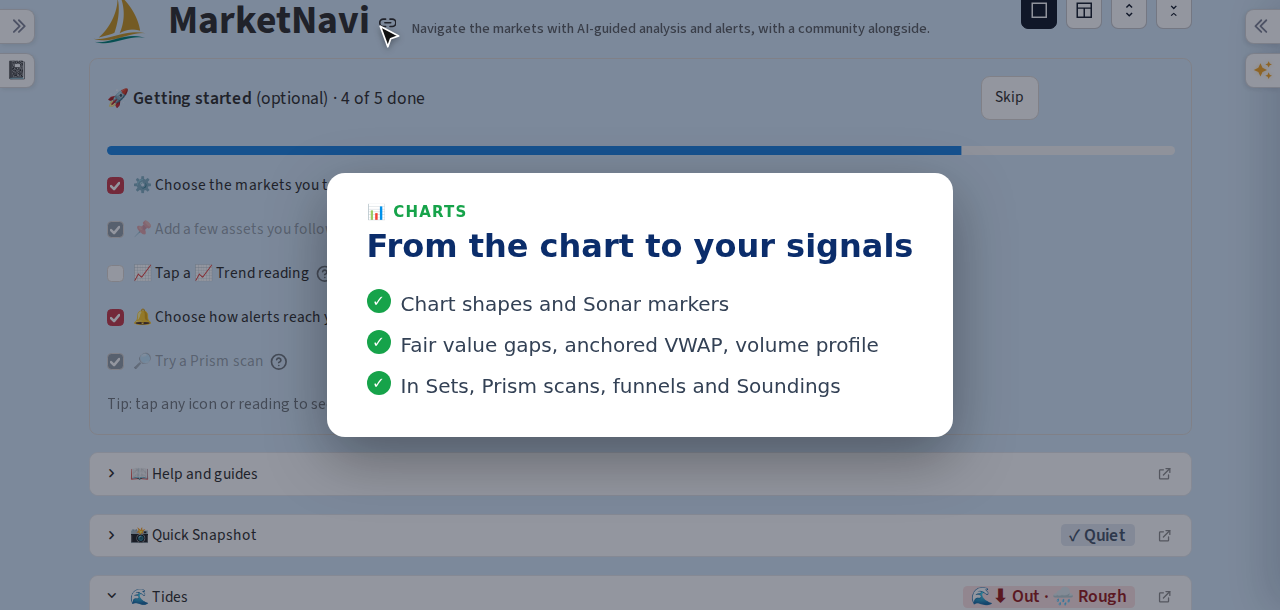 MarketNavi
Navigate the markets with AI-guided analysis and alerts, with a community alongside.
🚀 Getting started (optional) · 4 of 5 done
Skip
⚙️ Choose the markets you t
📌 Add a few assets you follo
📈 Tap a 📈 Trend reading
🔔 Choose how alerts reach y
🔎 Try a Prism scan
Tip: tap any icon or reading to se
📊 CHARTS
From the chart to your signals
Chart shapes and Sonar markers
Fair value gaps, anchored VWAP, volume profile
In Sets, Prism scans, funnels and Soundings
📖 Help and guides
📸 Quick Snapshot
✓ Quiet
🌊 Tides
🌊⬇ Out · 🌧️ Rough